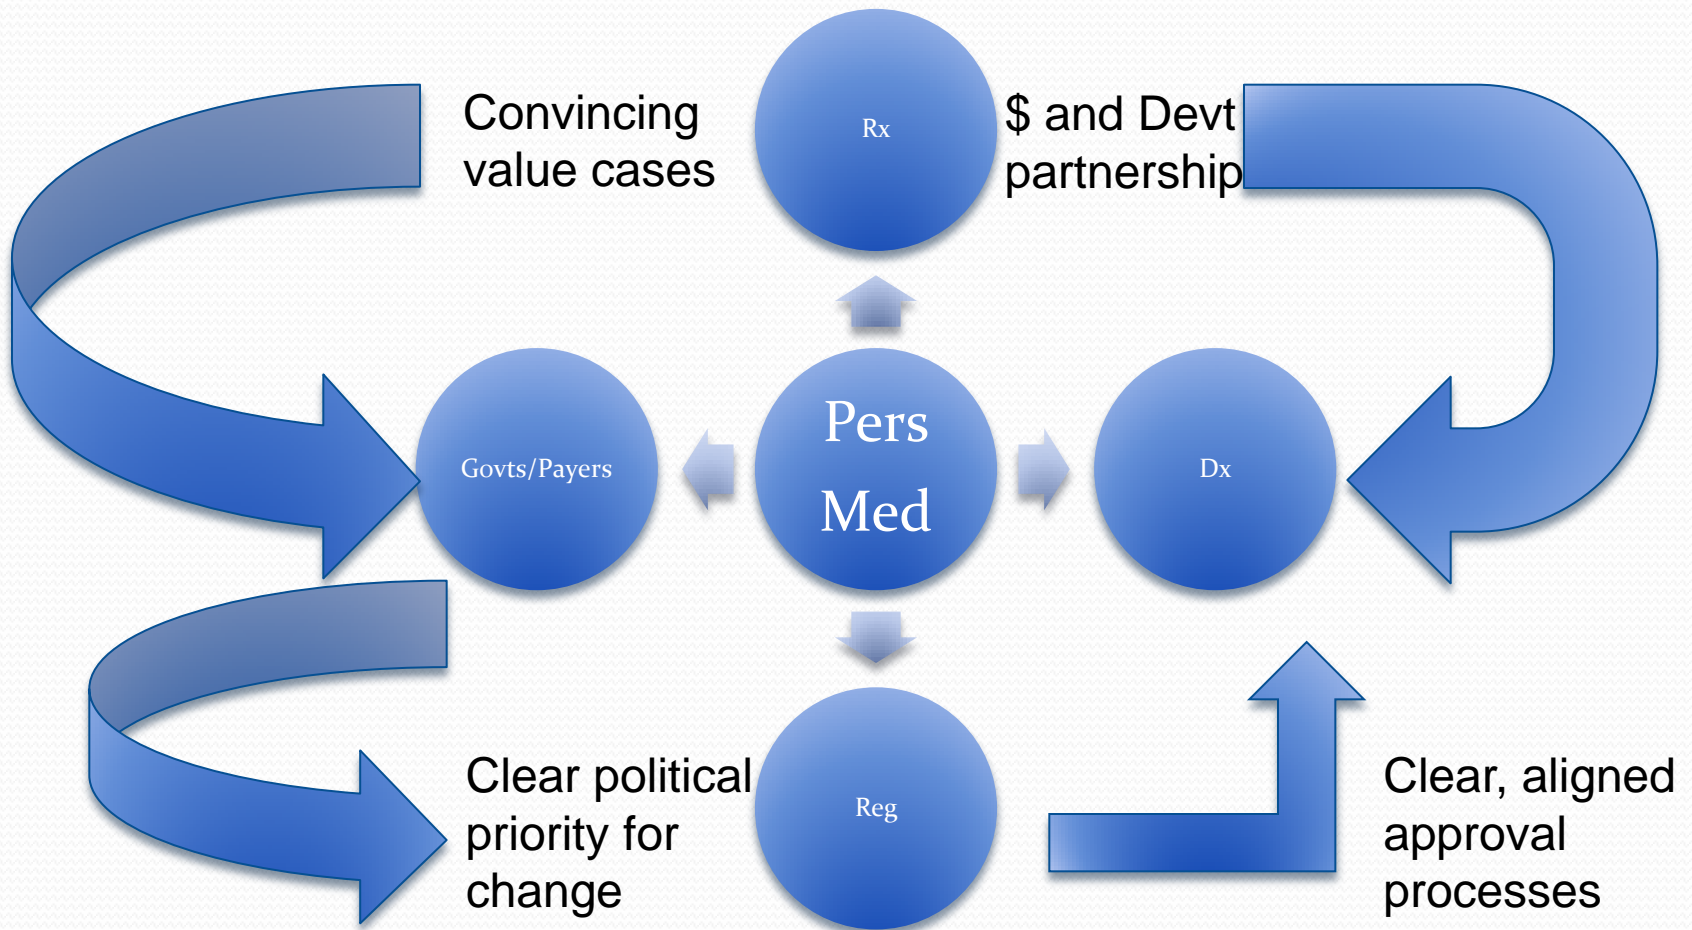 Convincing
value cases
Rx
$ and Devt
partnership
Govts/Payers
Pers
Med
Dx
Clear political
priority for
change
Reg
Clear, aligned
approval
processes